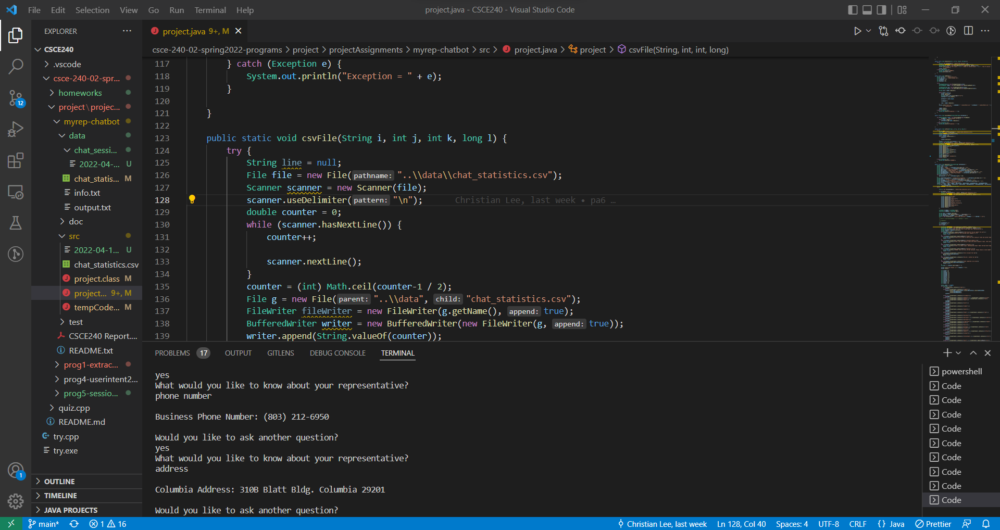 File Edit Selection View Go Run Terminal Help
project.java - CSCE240 - Visual Studio Code
EXPLORER
CSCE240
.vscode
csce-240-02-spr...
homeworks
project\projec...
myrep-chatbot
data
chat_sessi...
2022-04-... U
chat_statis... M
info.txt
output.txt
doc
src
2022-04-1... U
chat_statistics.csv
project.class M
project... 9+, M
tempCode... M
test
CSCE240 Report....
README.txt
prog1-extrac...
prog4-userintent2...
prog5-sessio...
quiz.cpp
README.md
try.cpp
try.exe
OUTLINE
TIMELINE
JAVA PROJECTS
12
1
project.java 9+, M
csce-240-02-spring2022-programs > project > projectAssignments > myrep-chatbot > src > project.java > project > csvFile(String, int, int, long)
117 } catch (Exception e) {
118 System.out.println("Exception = " + e);
119 }
120
121 }
122
123 public static void csvFile(String i, int j, int k, long l) {
124 try {
125 String line = null;
126 File file = new File(pathname: "..\\data\\chat_statistics.csv");
127 Scanner scanner = new Scanner(file);
128 scanner.useDelimiter(pattern: "\n"); Christian Lee, last week • pa6 …
129 double counter = 0;
130 while (scanner.hasNextLine()) {
131 counter++;
132
133 scanner.nextLine();
134 }
135 counter = (int) Math.ceil(counter-1 / 2);
136 File g = new File(parent: "..\\data", child: "chat_statistics.csv");
137 FileWriter fileWriter = new FileWriter(g.getName(), append: true);
138 BufferedWriter writer = new BufferedWriter(new FileWriter(g, append: true));
139 writer.append(String.valueOf(counter));
PROBLEMS 17 OUTPUT GITLENS DEBUG CONSOLE TERMINAL
yes
What would you like to know about your representative?
phone number
Business Phone Number: (803) 212-6950
Would you like to ask another question?
yes
What would you like to know about your representative?
address
Columbia Address: 310B Blatt Bldg. Columbia 29201
Would you like to ask another question?
powershell
Code
Code
Code
Code
Code
Code
Code
Code
Code
main* 1 16
Christian Lee, last week Ln 128, Col 40 Spaces: 4 UTF-8 CRLF {} Java Prettier